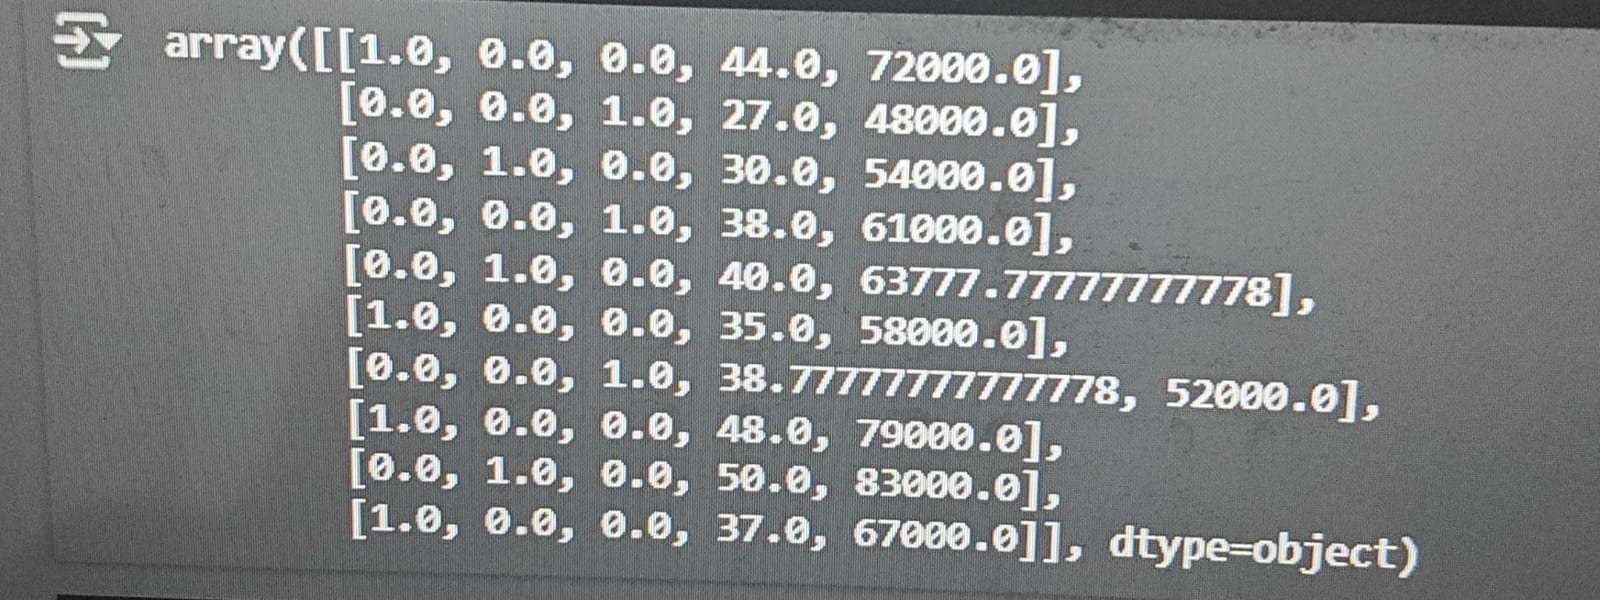 array([[1.0, 0.0, 0.0, 44.0, 72000.0],
[0.0, 0.0, 1.0, 27.0, 48000.0],
[0.0, 1.0, 0.0, 30.0, 54000.0],
[0.0, 0.0, 1.0, 38.0, 61000.0],
[0.0, 1.0, 0.0, 40.0, 63777.77777777778],
[1.0, 0.0, 0.0, 35.0, 58000.0],
[0.0, 0.0, 1.0, 38.77777777777778, 52000.0],
[1.0, 0.0, 0.0, 48.0, 79000.0],
[0.0, 1.0, 0.0, 50.0, 83000.0],
[1.0, 0.0, 0.0, 37.0, 67000.0]], dtype=object)